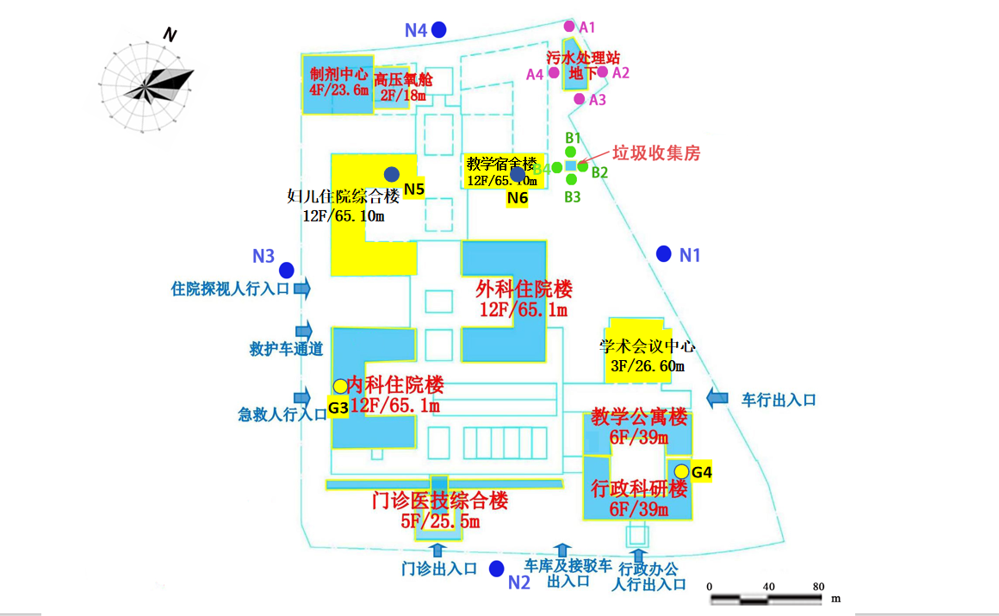 N
N4
A1
污水处理站
地下
A4
A2
A3
制剂中心
4F/23.6m
高压氧舱
2F/18m
B1
垃圾收集房
B4
B2
B3
教学宿舍楼
12F/65.10m
N5
N6
妇儿住院综合楼
12F/65.10m
N3
N1
住院探视人行入口
外科住院楼
12F/65.1m
救护车通道
学术会议中心
3F/26.60m
内科住院楼
12F/65.1m
G3
急救人行入口
车行出入口
教学公寓楼
6F/39m
G4
行政科研楼
6F/39m
门诊医技综合楼
5F/25.5m
门诊出入口
N2
车库及接驳车
出入口
行政办公
人行出入口
0 40 80
m